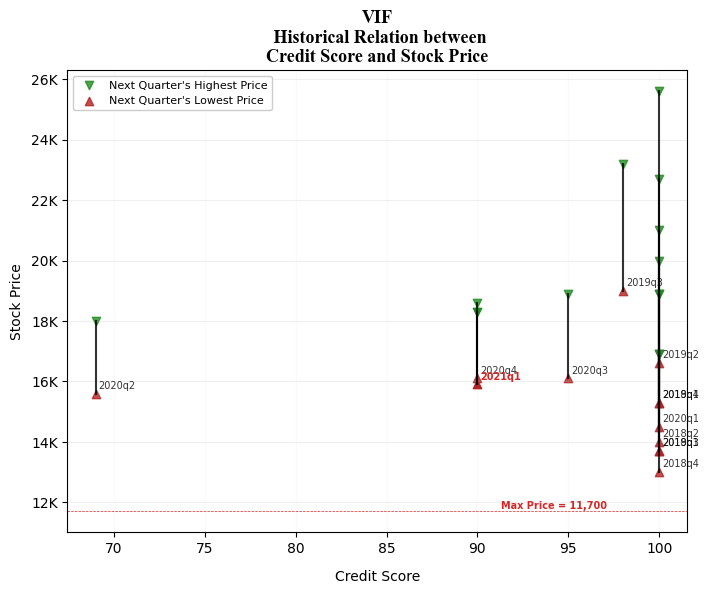 VIF
Historical Relation between
Credit Score and Stock Price
Next Quarter's Highest Price
Next Quarter's Lowest Price
26K
24K
22K
20K
18K
16K
14K
12K
Stock Price
2020q2
2020q4
2021q1
2020q3
2019q3
2019q2
2020q1
2018q2
2018q4
Max Price = 11,700
70
75
80
85
90
95
100
Credit Score